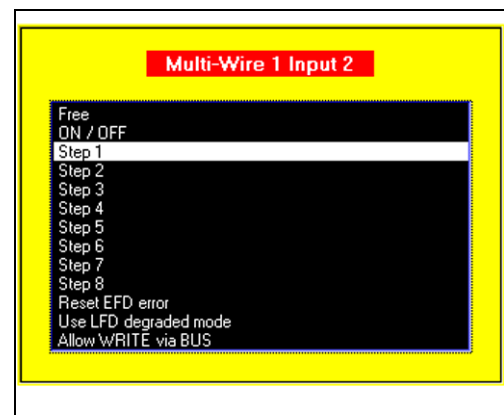 Multi-Wire 1 Input 2
Free
ON / OFF
Step 1
Step 2
Step 3
Step 4
Step 5
Step 6
Step 7
Step 8
Reset EFD error
Use LFD degraded mode
Allow WRITE via BUS